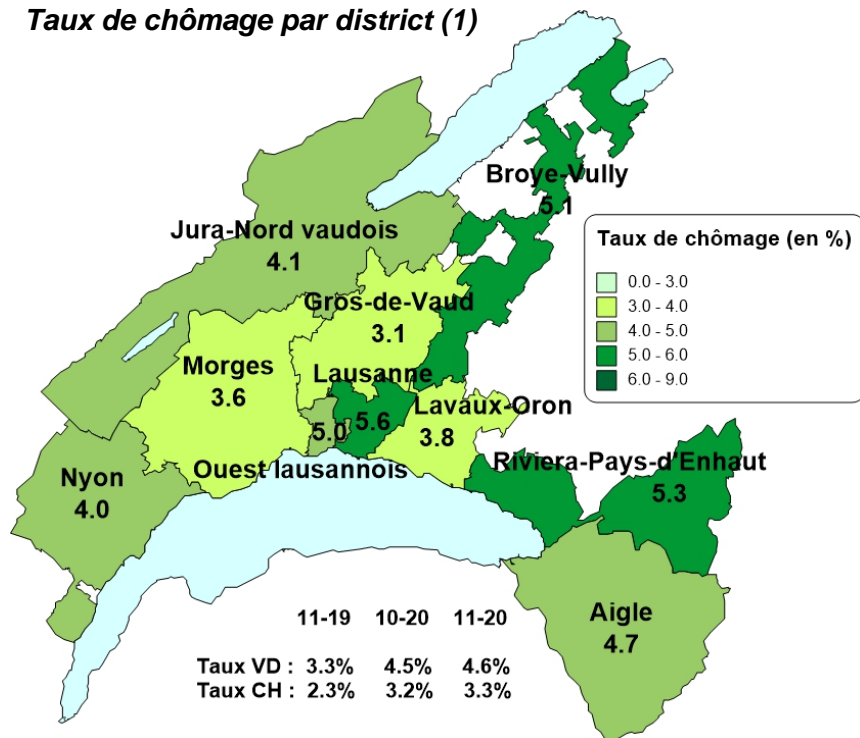 Taux de chômage par district (1)
Broye-Vully
5.1
Jura-Nord vaudois
4.1
Taux de chômage (en %)
0.0 - 3.0
3.0 - 4.0
4.0 - 5.0
5.0 - 6.0
6.0 - 9.0
Gros-de-Vaud
3.1
Morges
3.6
Lausanne
5.6
Lavaux-Oron
3.8
5.0
Ouest lausannois
Riviera-Pays-d'Enhaut
5.3
Nyon
4.0
Aigle
4.7
11-19 10-20 11-20
Taux VD : 3.3% 4.5% 4.6%
Taux CH : 2.3% 3.2% 3.3%